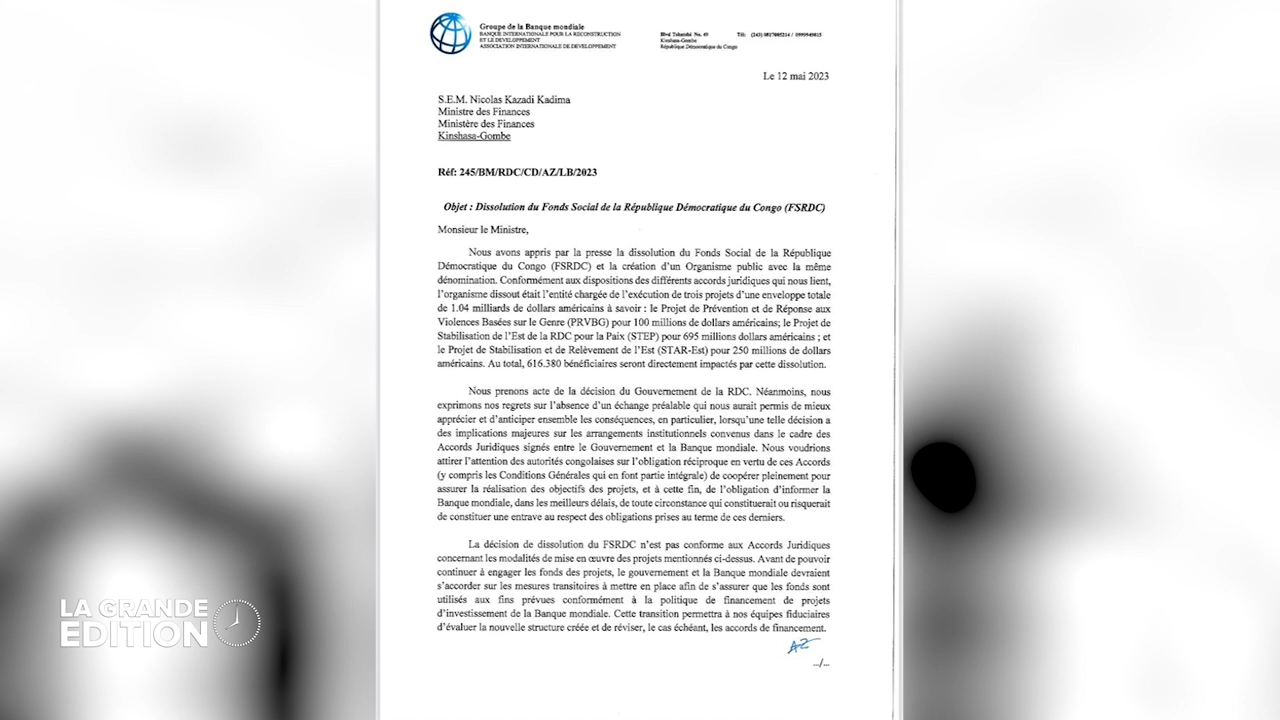 Groupe de la Banque mondiale
BANQUE INTERNATIONALE POUR LA RECONSTRUCTION
ET LE DEVELOPPEMENT
ASSOCIATION INTERNATIONALE DE DEVELOPPEMENT
Blvd Tshatshi No. 49
Kinshasa-Gombe
République Démocratique du Congo
Tél: (243) 0817005214 / 0999949015
Le 12 mai 2023
S.E.M. Nicolas Kazadi Kadima
Ministre des Finances
Ministère des Finances
Kinshasa-Gombe
Réf: 245/BM/RDC/CD/AZ/LB/2023
Objet : Dissolution du Fonds Social de la République Démocratique du Congo (FSRDC)
Monsieur le Ministre,
Nous avons appris par la presse la dissolution du Fonds Social de la République
Démocratique du Congo (FSRDC) et la création d’un Organisme public avec la même
dénomination. Conformément aux dispositions des différents accords juridiques qui nous lient,
l’organisme dissout était l’entité chargée de l’exécution de trois projets d’une enveloppe totale
de 1.04 milliards de dollars américains à savoir : le Projet de Prévention et de Réponse aux
Violences Basées sur le Genre (PRVBG) pour 100 millions de dollars américains; le Projet de
Stabilisation de l’Est de la RDC pour la Paix (STEP) pour 695 millions dollars américains ; et
le Projet de Stabilisation et de Relèvement de l’Est (STAR-Est) pour 250 millions de dollars
américains. Au total, 616.380 bénéficiaires seront directement impactés par cette dissolution.
Nous prenons acte de la décision du Gouvernement de la RDC. Néanmoins, nous
exprimons nos regrets sur l’absence d’un échange préalable qui nous aurait permis de mieux
apprécier et d’anticiper ensemble les conséquences, en particulier, lorsqu’une telle décision a
des implications majeures sur les arrangements institutionnels convenus dans le cadre des
Accords Juridiques signés entre le Gouvernement et la Banque mondiale. Nous voudrions
attirer l’attention des autorités congolaises sur l’obligation réciproque en vertu de ces Accords
(y compris les Conditions Générales qui en font partie intégrale) de coopérer pleinement pour
assurer la réalisation des objectifs des projets, et à cette fin, de l’obligation d’informer la
Banque mondiale, dans les meilleurs délais, de toute circonstance qui constituerait ou risquerait
de constituer une entrave au respect des obligations prises au terme de ces derniers.
La décision de dissolution du FSRDC n’est pas conforme aux Accords Juridiques
concernant les modalités de mise en œuvre des projets mentionnés ci-dessus. Avant de pouvoir
continuer à engager les fonds des projets, le gouvernement et la Banque mondiale devraient
s’accorder sur les mesures transitoires à mettre en place afin de s’assurer que les fonds sont
utilisés aux fins prévues conformément à la politique de financement de projets
d’investissement de la Banque mondiale. Cette transition permettra à nos équipes fiduciaires
d’évaluer la nouvelle structure créée et de réviser, le cas échéant, les accords de financement.
AZ
.../...
LA GRANDE
EDITION